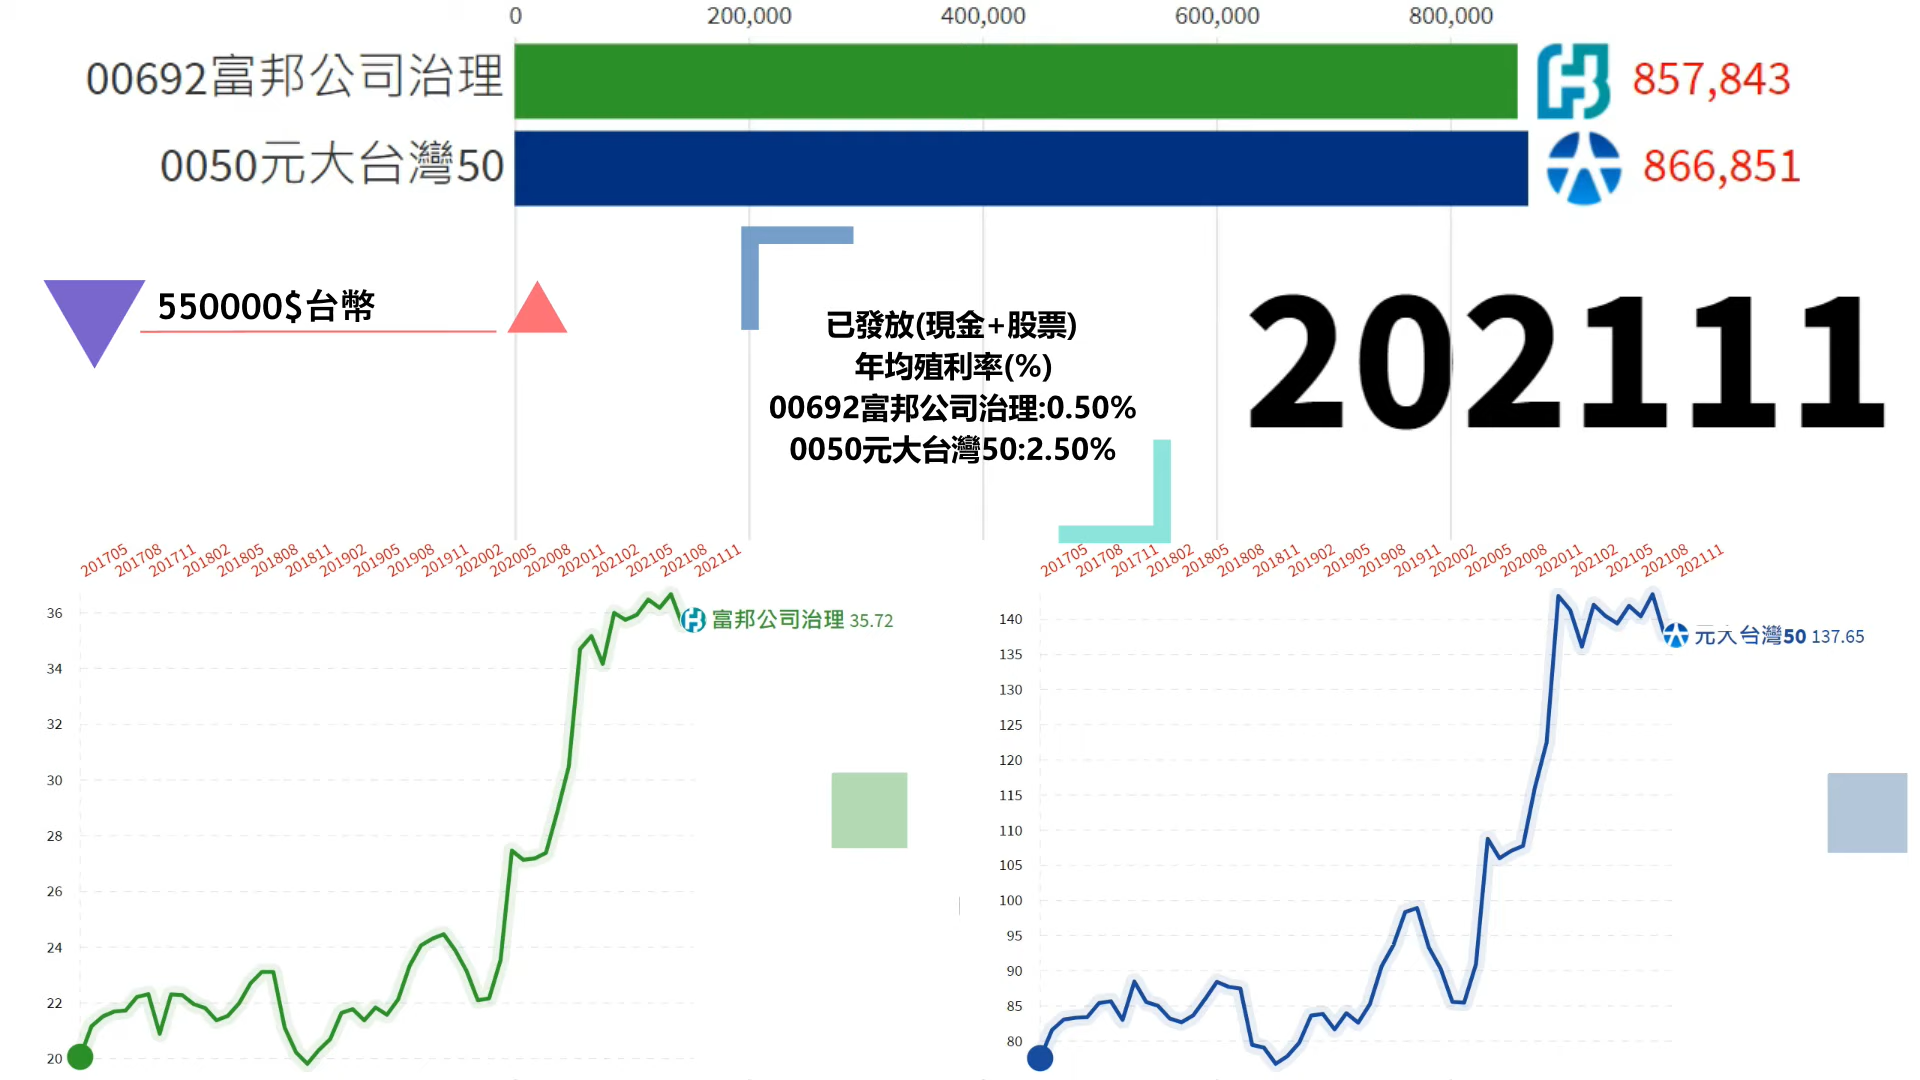 0 200,000 400,000 600,000 800,000
00692富邦公司治理 857,843
0050元大台灣50 866,851
550000$台幣
已發放(現金+股票)
年均殖利率(%)
00692富邦公司治理:0.50%
0050元大台灣50:2.50%
202111
201705 201708 201711 201802 201805 201808 201811 201902 201905 201908 201911 202002 202005 202008 202011 202102 202105 202108 202111
36
34
32
30
28
26
24
22
20
富邦公司治理 35.72
201705 201708 201711 201802 201805 201808 201811 201902 201905 201908 201911 202002 202005 202008 202011 202102 202105 202108 202111
140
135
130
125
120
115
110
105
100
95
90
85
80
元大台灣50 137.65